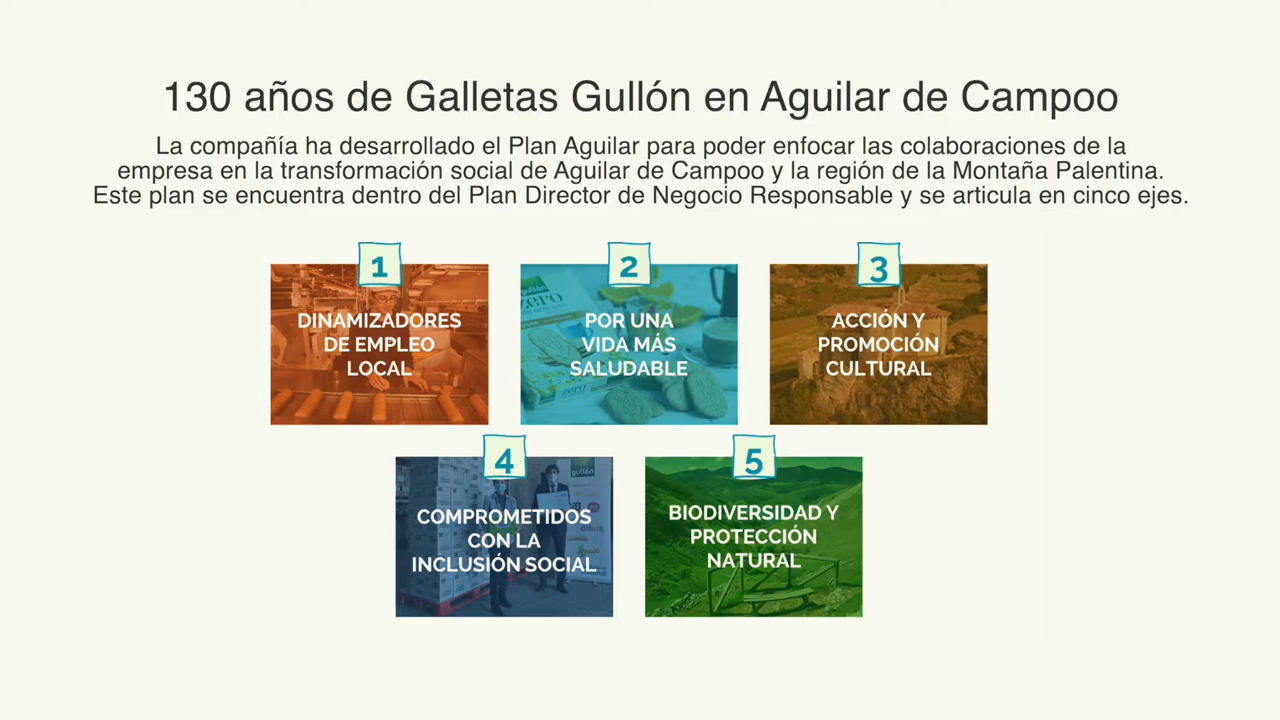 130 años de Galletas Gullón en Aguilar de Campoo
La compañía ha desarrollado el Plan Aguilar para poder enfocar las colaboraciones de la
empresa en la transformación social de Aguilar de Campoo y la región de la Montaña Palentina.
Este plan se encuentra dentro del Plan Director de Negocio Responsable y se articula en cinco ejes.
1
DINAMIZADORES
DE EMPLEO
LOCAL
2
gullón
zero
POR UNA
VIDA MÁS
SALUDABLE
zero
3
ACCIÓN Y
PROMOCIÓN
CULTURAL
4
gullón
COMPROMETIDOS
CON LA
INCLUSIÓN SOCIAL
5
BIODIVERSIDAD Y
PROTECCIÓN
NATURAL